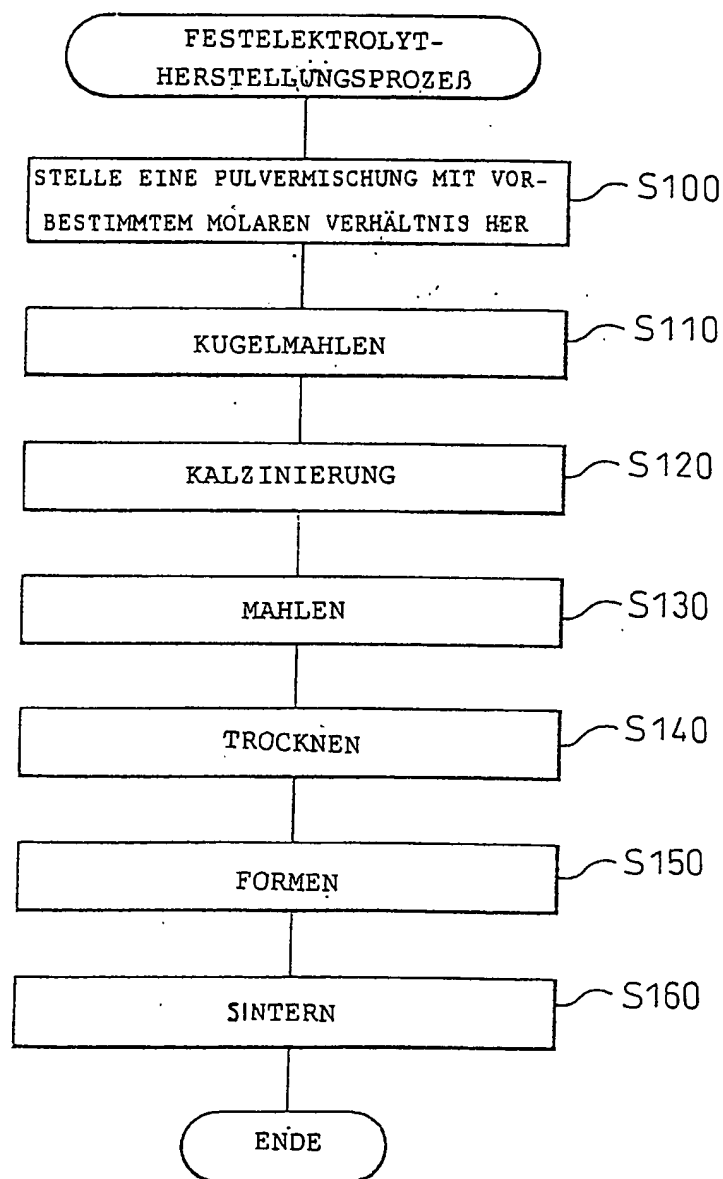 FESTELEKTROLYT-
HERSTELLUNGSPROZEß
STELLE EINE PULVERMISCHUNG MIT VOR-
BESTIMMTEM MOLAREN VERHÄLTNIS HER
S100
KUGELMAHLEN
S110
KALZINIERUNG
S120
MAHLEN
S130
TROCKNEN
S140
FORMEN
S150
SINTERN
S160
ENDE